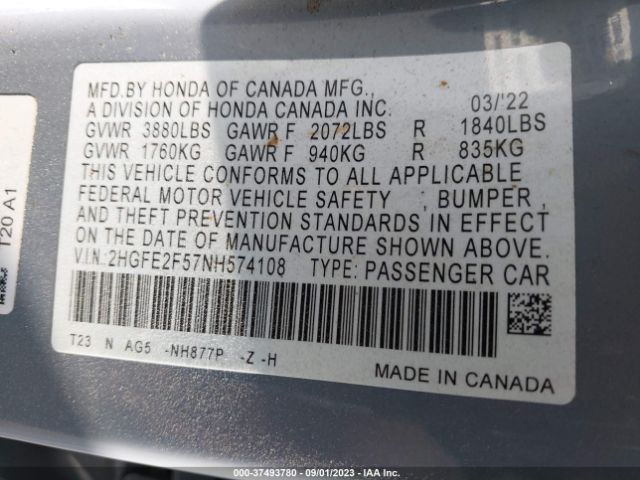 MFD.BY HONDA OF CANADA MFG.,
A DIVISION OF HONDA CANADA INC. 03/'22
GVWR 3880LBS GAWR F 2072LBS R 1840LBS
GVWR 1760KG GAWR F 940KG R 835KG
THIS VEHICLE CONFORMS TO ALL APPLICABLE
FEDERAL MOTOR VEHICLE SAFETY , BUMPER ,
AND THEFT PREVENTION STANDARDS IN EFFECT
ON THE DATE OF MANUFACTURE SHOWN ABOVE.
V.I.N.:2HGFE2F57NH574108 TYPE: PASSENGER CAR
T23 N AG5 -NH877P -Z -H
MADE IN CANADA
T20 A1
000-37493780 - 09/01/2023 - IAAI.COM